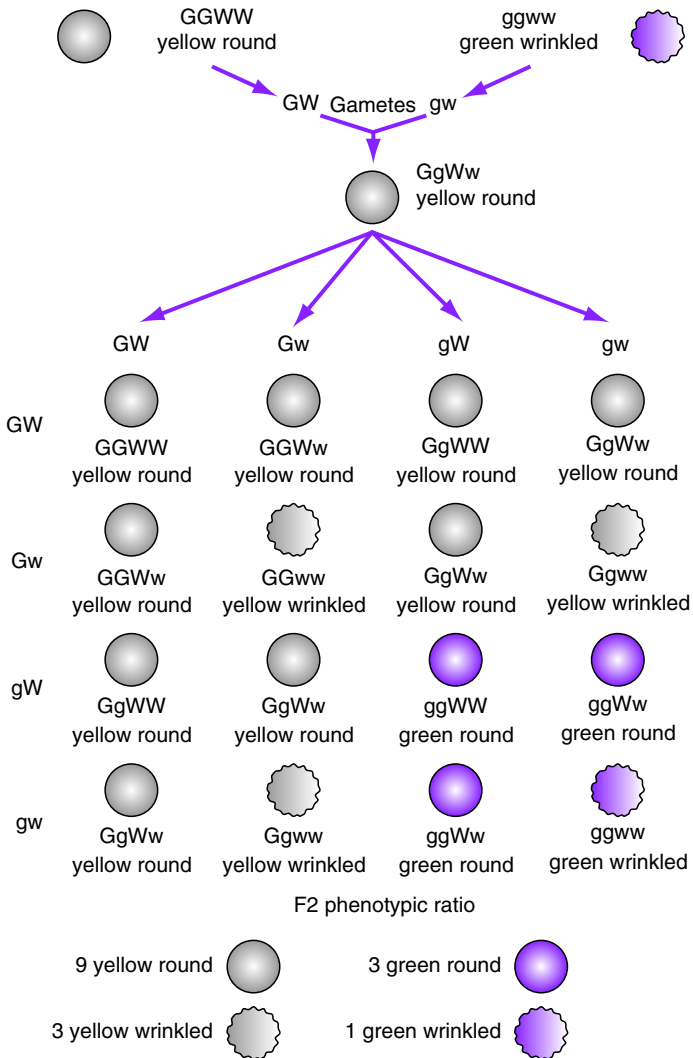 GGWW
yellow round
ggww
green wrinkled
GW Gametes gw
GgWw
yellow round
GW Gw gW gw
GW
GGWW GGWw GgWW GgWw
yellow round yellow round yellow round yellow round
Gw
GGWw GGww GgWw Ggww
yellow round yellow wrinkled yellow round yellow wrinkled
gW
GgWW GgWw ggWW ggWw
yellow round yellow round green round green round
gw
GgWw Ggww ggWw ggww
yellow round yellow wrinkled green round green wrinkled
F2 phenotypic ratio
9 yellow round 3 green round
3 yellow wrinkled 1 green wrinkled